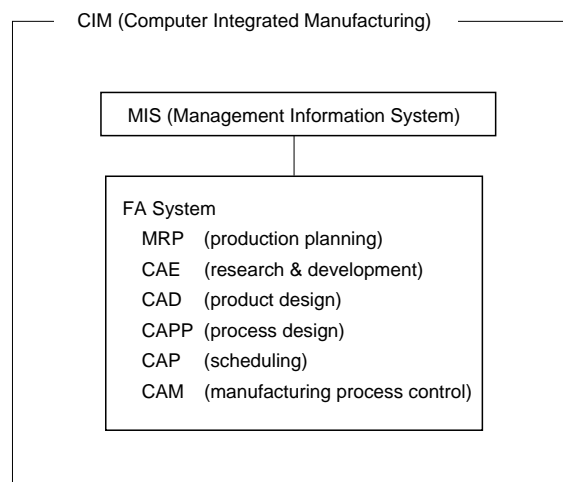 CIM (Computer Integrated Manufacturing)
MIS (Management Information System)
FA System
MRP (production planning)
CAE (research & development)
CAD (product design)
CAPP (process design)
CAP (scheduling)
CAM (manufacturing process control)